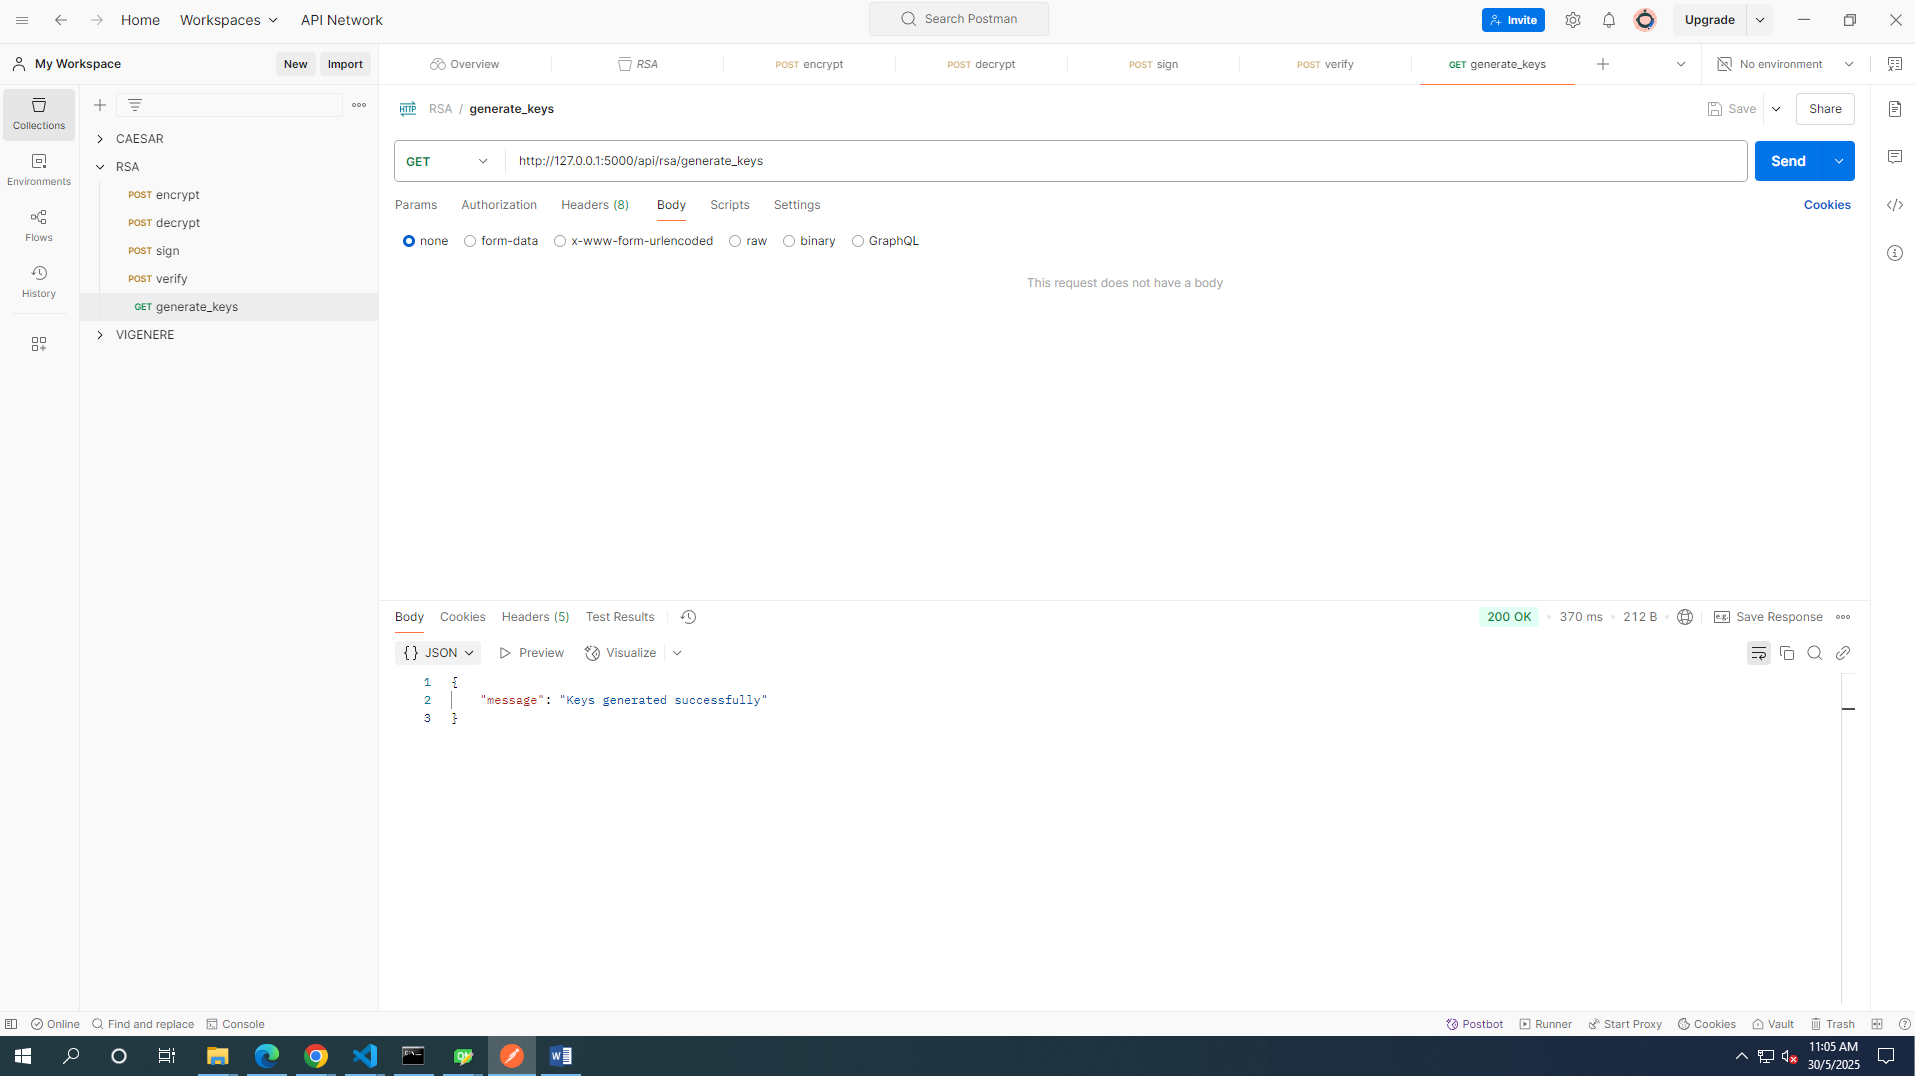 Home Workspaces API Network Search Postman Invite Upgrade
My Workspace New Import Overview RSA POST encrypt POST decrypt POST sign POST verify GET generate_keys No environment
Collections
Environments
Flows
History
CAESAR
RSA
POST encrypt
POST decrypt
POST sign
POST verify
GET generate_keys
VIGENERE
HTTP RSA / generate_keys Save Share
GET http://127.0.0.1:5000/api/rsa/generate_keys Send
Params Authorization Headers (8) Body Scripts Settings Cookies
none form-data x-www-form-urlencoded raw binary GraphQL
This request does not have a body
Body Cookies Headers (5) Test Results 200 OK • 370 ms • 212 B • e.g. Save Response
{} JSON Preview Visualize
1 {
2 "message": "Keys generated successfully"
3 }
Online Find and replace Console Postbot Runner Start Proxy Cookies Vault Trash
11:05 AM
30/5/2025